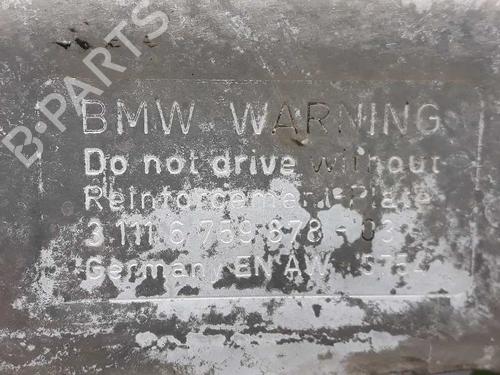 B-PARTS
BMW WARNING
Do not drive without
Reinforcement Plate
3 111 6 759 878 - 03
Germany EN AW - 5754